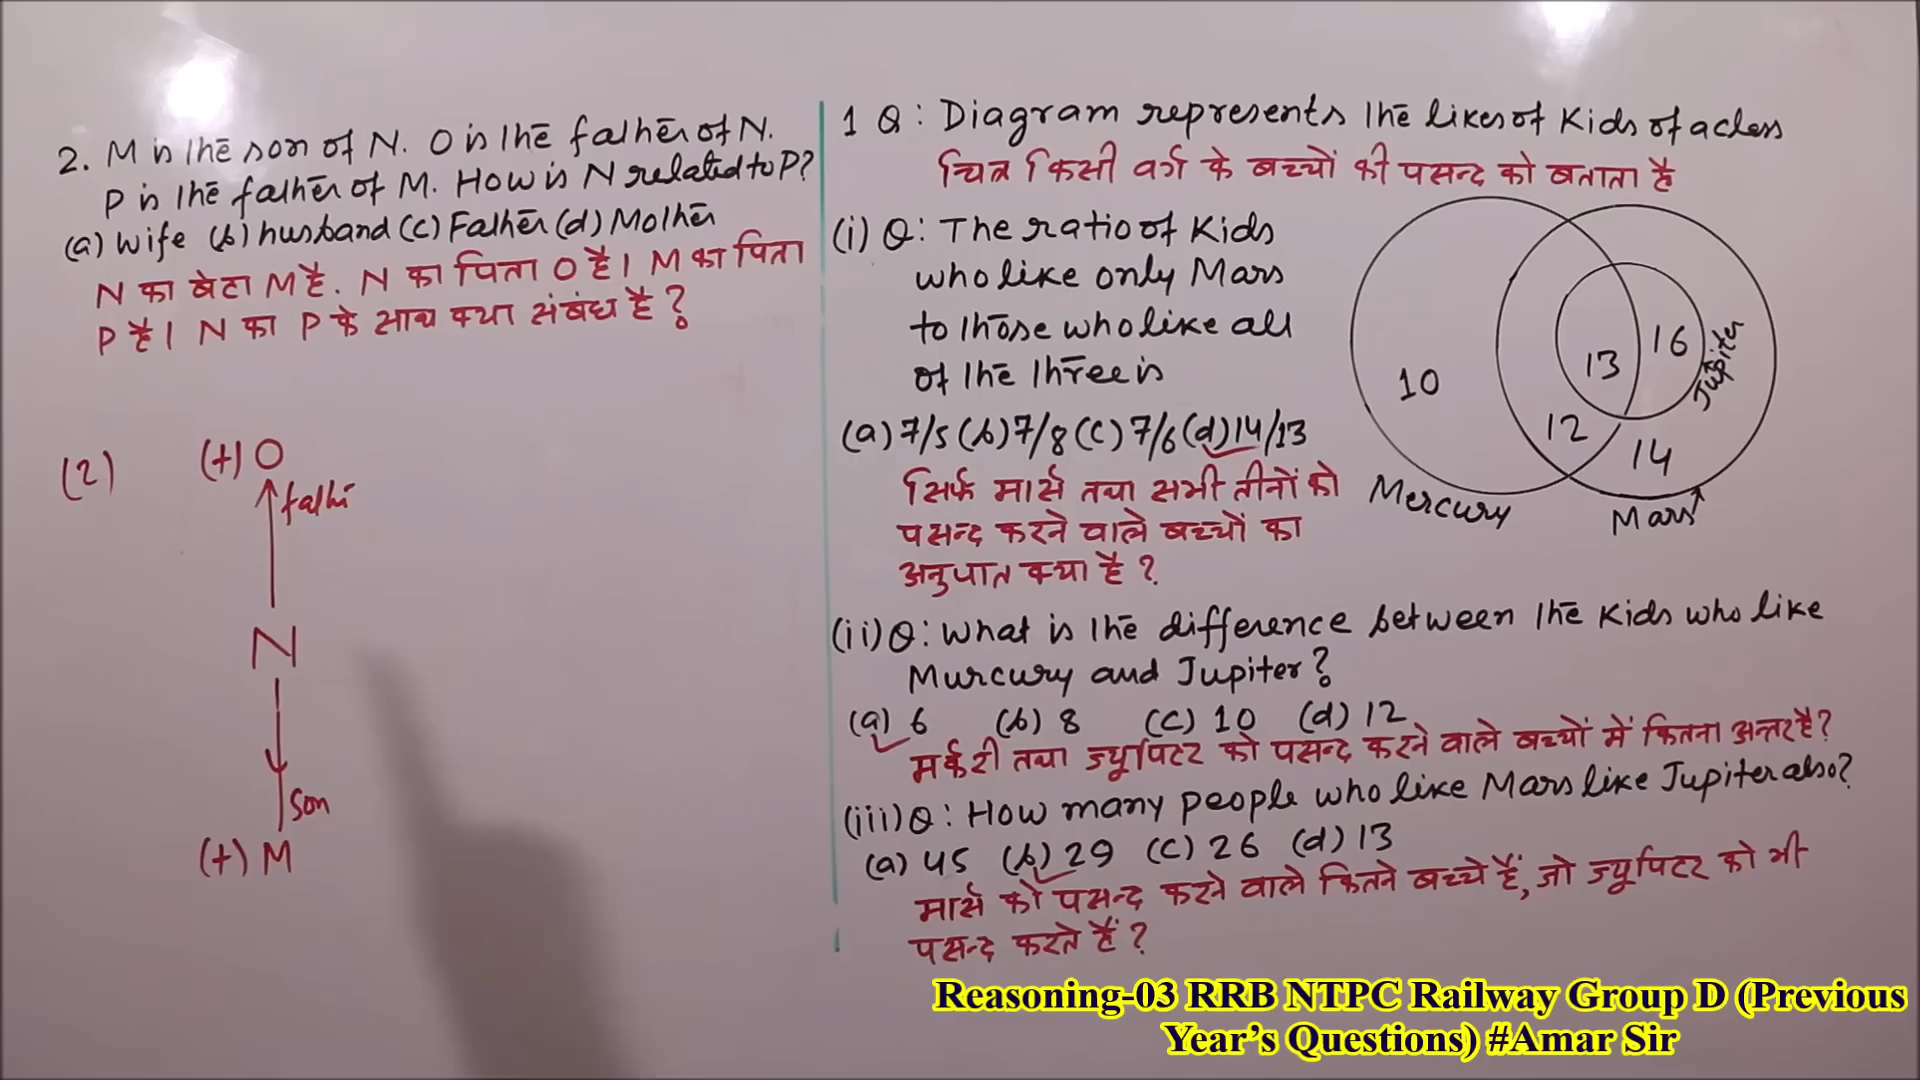 2. M is the son of N. O is the father of N.
P is the father of M. How is N related to P?
(a) wife (b) husband (c) Father (d) Mother
N का बेटा M है. N का पिता O है। M का पिता
P है। N का P के साथ क्या संबंध है?
(2) (+) O
fathe
N
son
(+) M
1 Q: Diagram represents the likes of Kids of a class
चित्र किसी वर्ग के बच्चों की पसन्द को बताता है
(i) Q: The ratio of Kids
who like only Mars
to those who like all
of the three is
(a) 7/5 (b) 7/8 (c) 7/6 (d) 14/13
सिर्फ मार्स तथा सभी तीनों को
पसन्द करने वाले बच्चों का
अनुपात क्या है?
10
13
16
12
14
Mercury
Mars
Jupiter
(ii) Q: What is the difference between the Kids who like
Murcury and Jupiter?
(a) 6 (b) 8 (c) 10 (d) 12
मर्करी तथा ज्यूपिटर को पसन्द करने वाले बच्चों में कितना अन्तर है?
(iii) Q: How many people who like Mars like Jupiter also?
(a) 45 (b) 29 (c) 26 (d) 13
मार्स को पसन्द करने वाले कितने बच्चे हैं, जो ज्यूपिटर को भी
पसन्द करते हैं?
Reasoning-03 RRB NTPC Railway Group D (Previous
Year's Questions) #Amar Sir